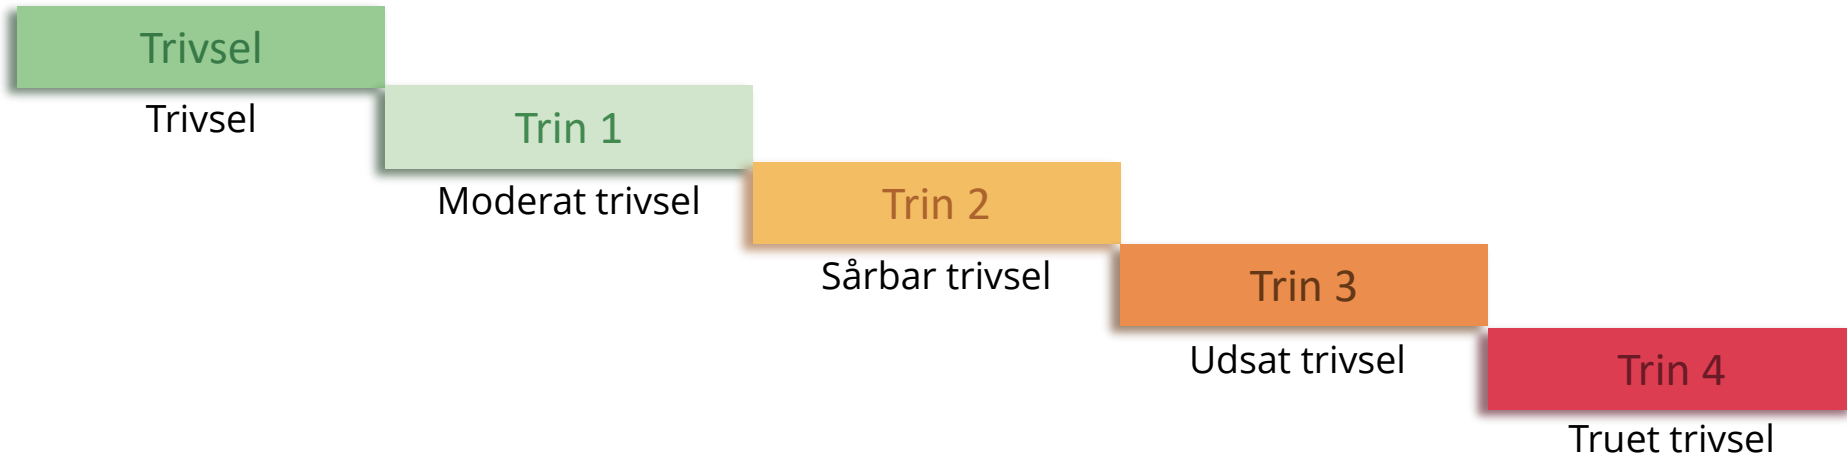 Trivsel
Trivsel
Trin 1
Moderat trivsel
Trin 2
Sårbar trivsel
Trin 3
Udsat trivsel
Trin 4
Truet trivsel